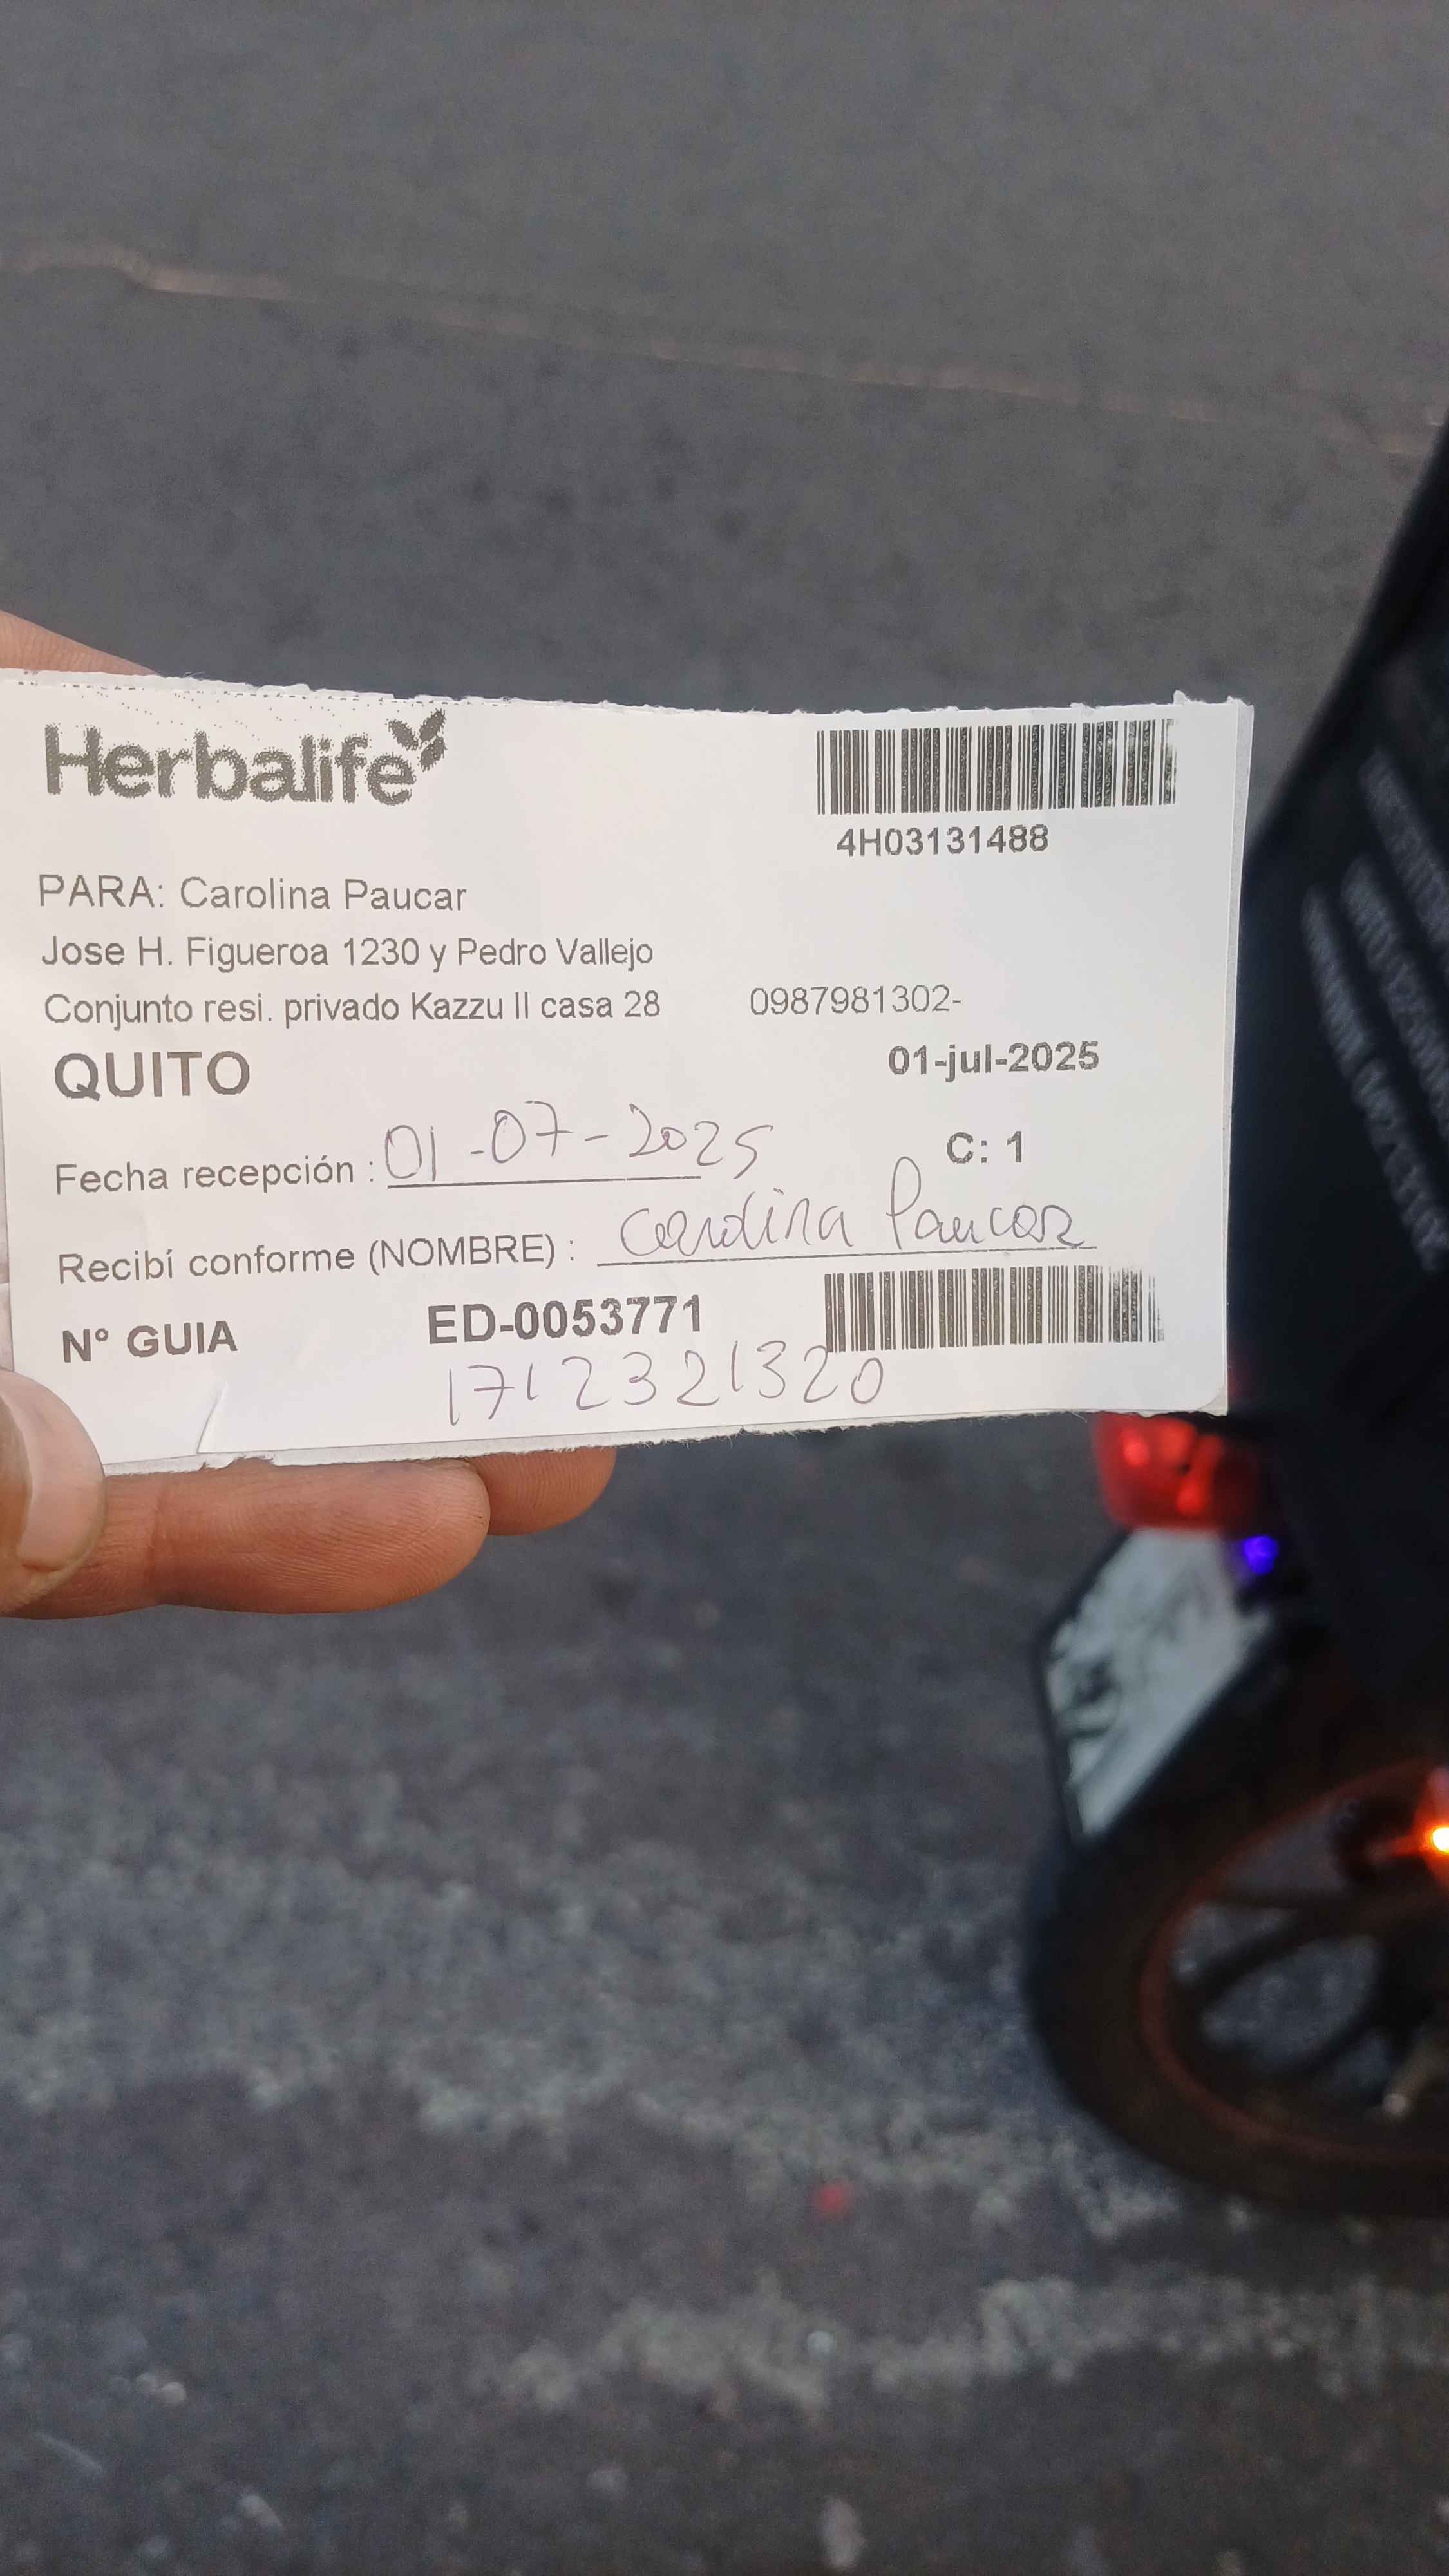 Herbalife
4H03131488
PARA: Carolina Paucar
Jose H. Figueroa 1230 y Pedro Vallejo
Conjunto resi. privado Kazzu II casa 28 0987981302-
QUITO 01-jul-2025
C: 1
Fecha recepción : 01-07-2025
Recibí conforme (NOMBRE) : Carolina Paucar
N° GUIA ED-0053771
1712321320